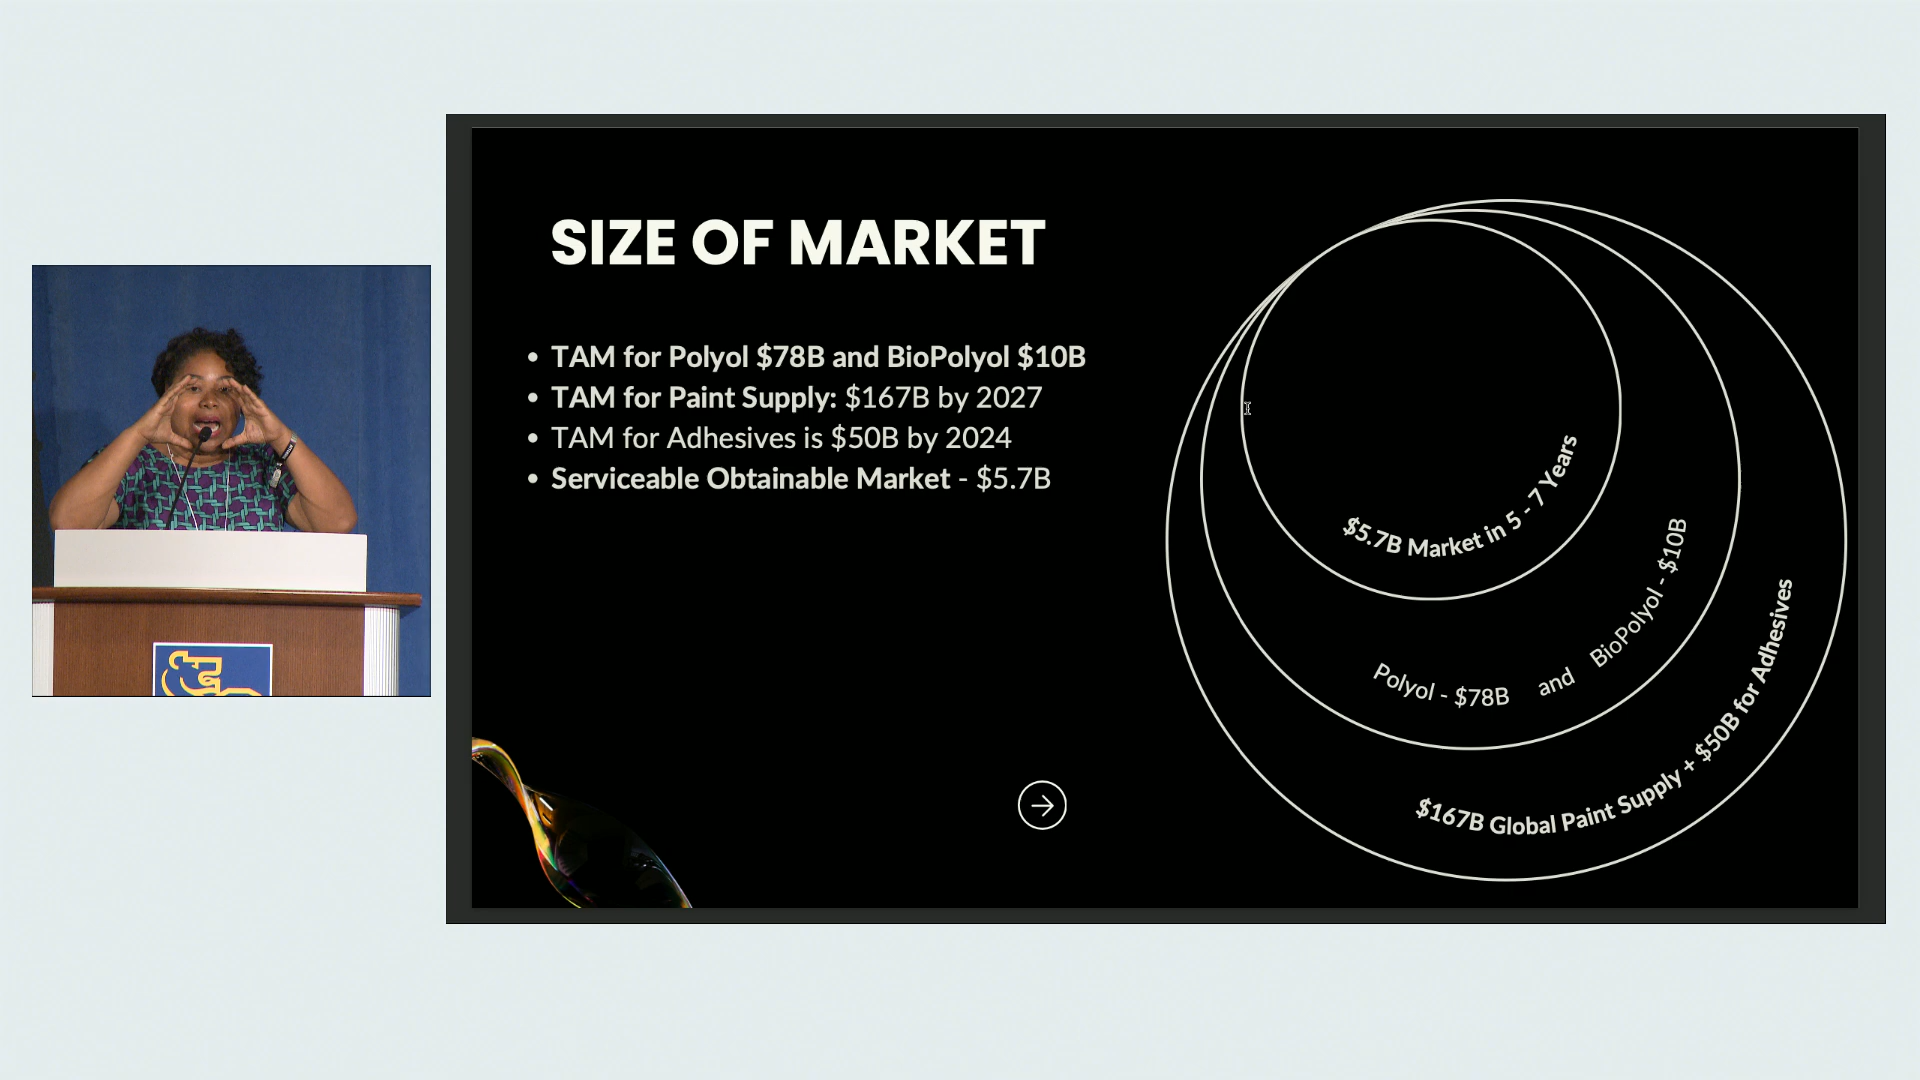 SIZE OF MARKET
• TAM for Polyol $78B and BioPolyol $10B
• TAM for Paint Supply: $167B by 2027
• TAM for Adhesives is $50B by 2024
• Serviceable Obtainable Market - $5.7B
$5.7B Market in 5 - 7 Years
Polyol - $78B and BioPolyol - $10B
$167B Global Paint Supply + $50B for Adhesives